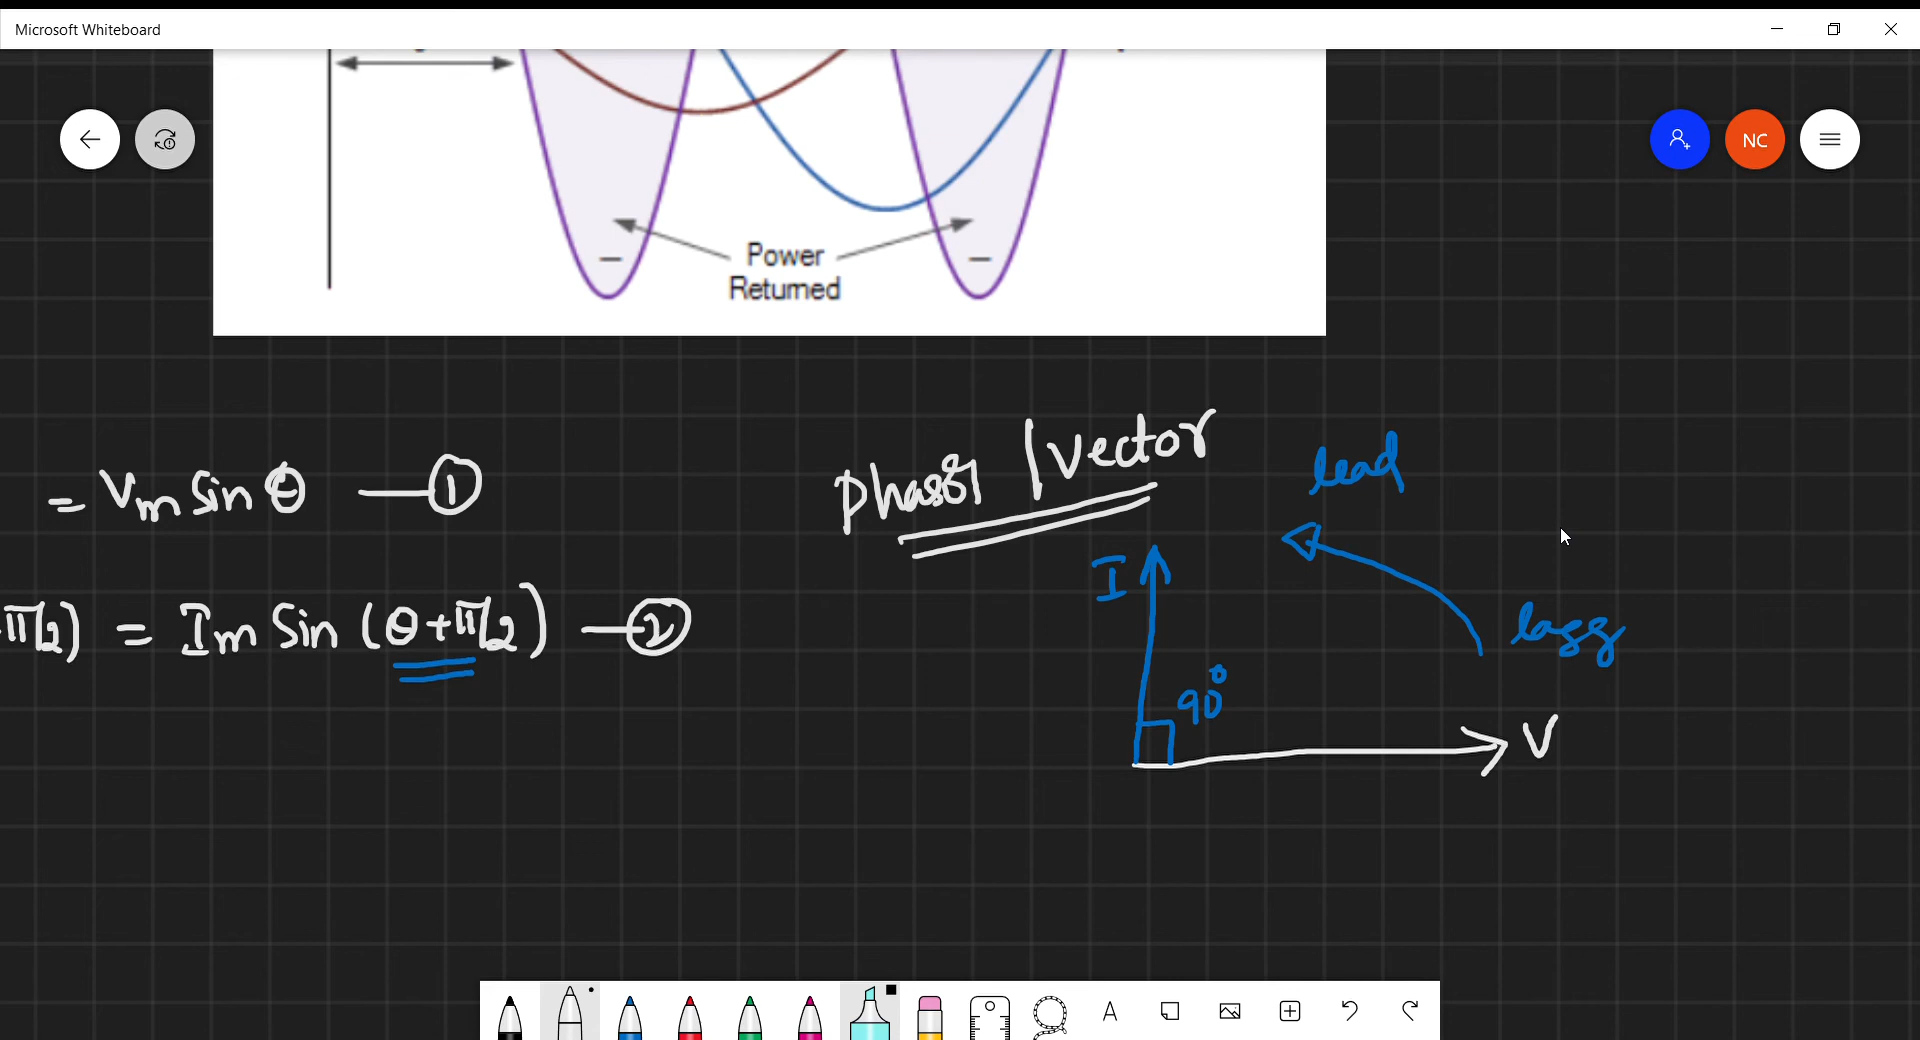 Microsoft Whiteboard
NC
Power
Returned
= Vm Sin θ — ①
π/2) = Im Sin (θ+π/2) — ②
Phasor / Vector
lead
I
lagg
90°
V
A